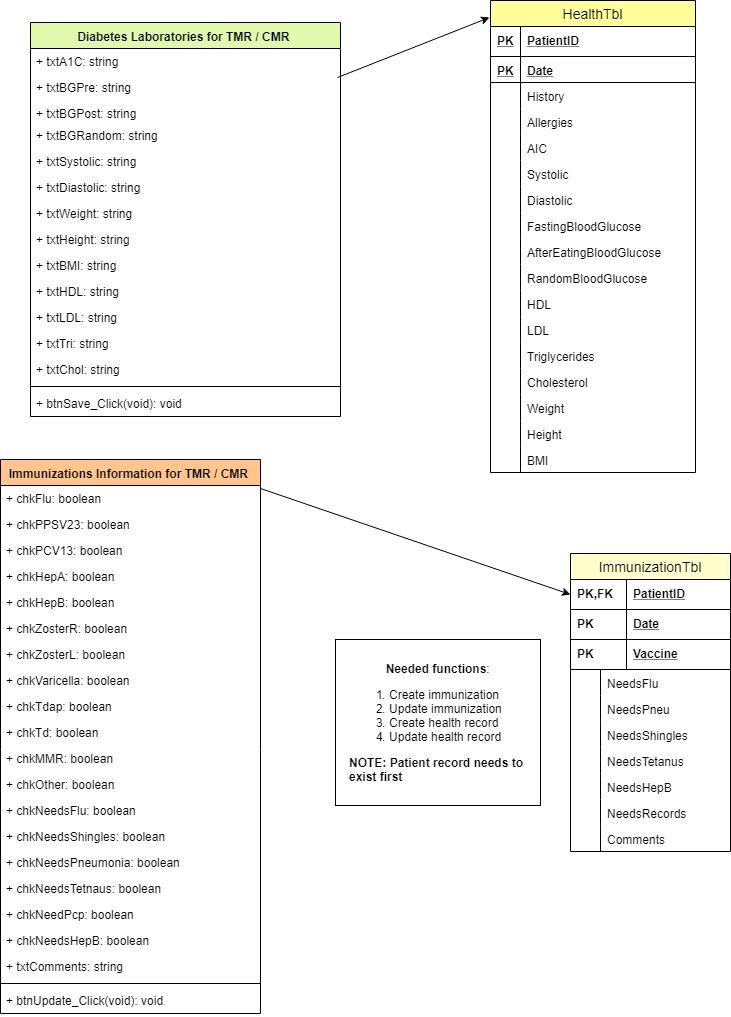 Diabetes Laboratories for TMR / CMR
+ txtA1C: string
+ txtBGPre: string
+ txtBGPost: string
+ txtBGRandom: string
+ txtSystolic: string
+ txtDiastolic: string
+ txtWeight: string
+ txtHeight: string
+ txtBMI: string
+ txtHDL: string
+ txtLDL: string
+ txtTri: string
+ txtChol: string
+ btnSave_Click(void): void
HealthTbl
PK PatientID
PK Date
History
Allergies
AIC
Systolic
Diastolic
FastingBloodGlucose
AfterEatingBloodGlucose
RandomBloodGlucose
HDL
LDL
Triglycerides
Cholesterol
Weight
Height
BMI
Immunizations Information for TMR / CMR
+ chkFlu: boolean
+ chkPPSV23: boolean
+ chkPCV13: boolean
+ chkHepA: boolean
+ chkHepB: boolean
+ chkZosterR: boolean
+ chkZosterL: boolean
+ chkVaricella: boolean
+ chkTdap: boolean
+ chkTd: boolean
+ chkMMR: boolean
+ chkOther: boolean
+ chkNeedsFlu: boolean
+ chkNeedsShingles: boolean
+ chkNeedsPneumonia: boolean
+ chkNeedsTetnaus: boolean
+ chkNeedPcp: boolean
+ chkNeedsHepB: boolean
+ txtComments: string
+ btnUpdate_Click(void): void
Needed functions:
1. Create immunization
2. Update immunization
3. Create health record
4. Update health record
NOTE: Patient record needs to
exist first
ImmunizationTbl
PK,FK PatientID
PK Date
PK Vaccine
NeedsFlu
NeedsPneu
NeedsShingles
NeedsTetanus
NeedsHepB
NeedsRecords
Comments